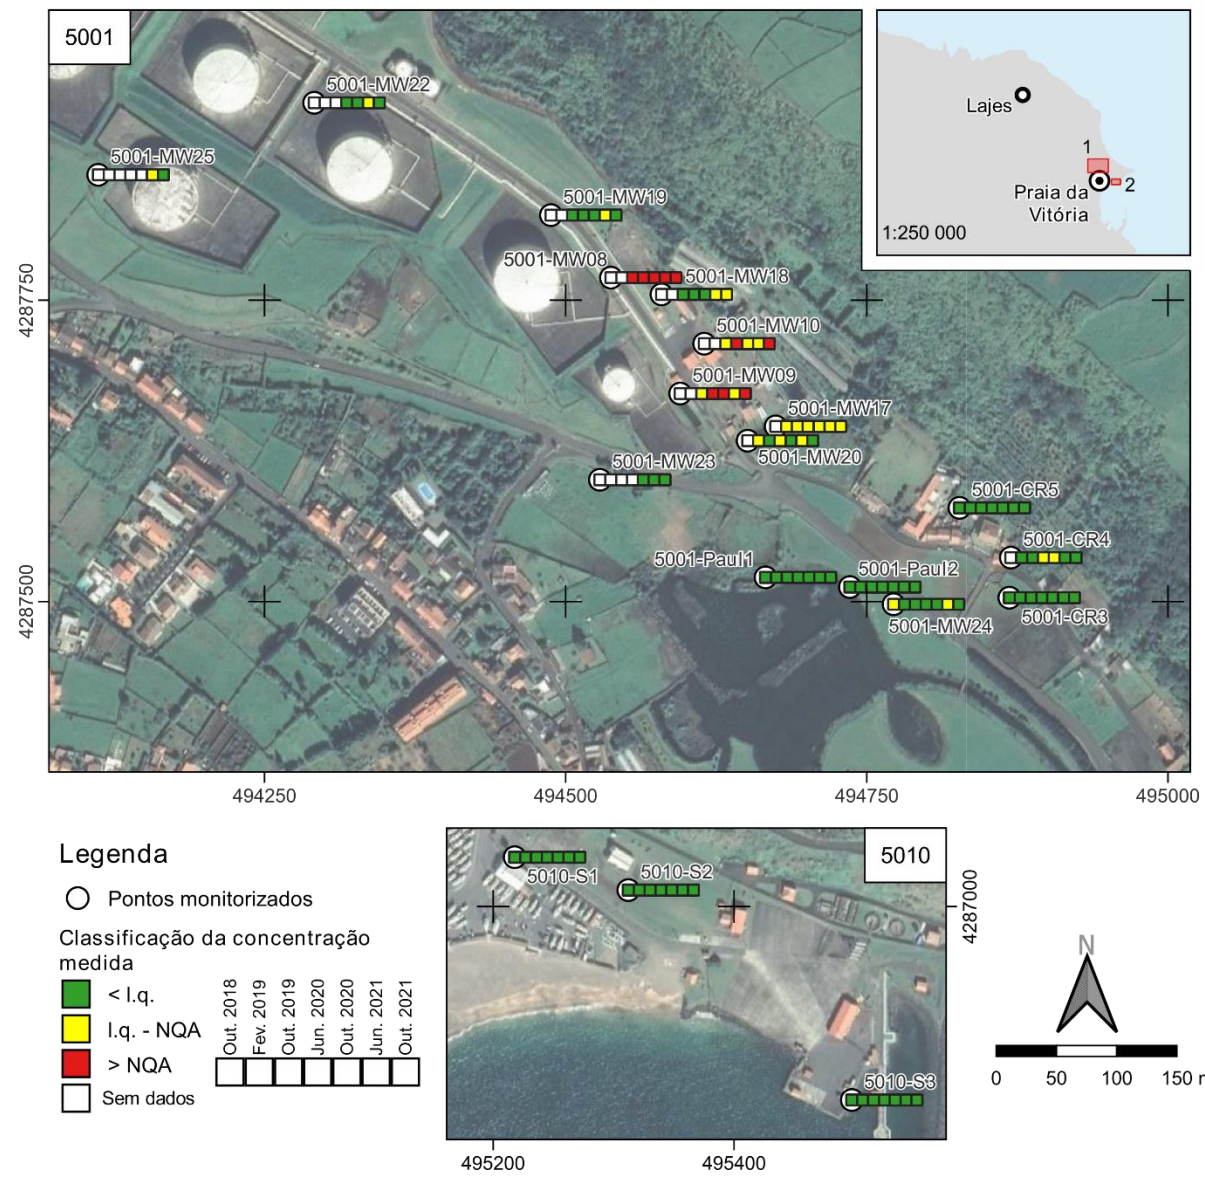 5001
5001-MW22
5001-MW25
5001-MW19
5001-MW08
5001-MW18
5001-MW10
5001-MW09
5001-MW17
5001-MW20
5001-MW23
5001-CR5
5001-CR4
5001-Paul1
5001-Paul2
5001-MW24
5001-CR3
Lajes
1
2
Praia da
Vitória
1:250 000
4287750
4287500
494250
494500
494750
495000
Legenda
Pontos monitorizados
Classificação da concentração
medida
< l.q.
l.q. - NQA
> NQA
Sem dados
Out. 2018
Fev. 2019
Out. 2019
Jun. 2020
Out. 2020
Jun. 2021
Out. 2021
5010
5010-S1
5010-S2
5010-S3
4287000
495200
495400
N
0 50 100 150 m